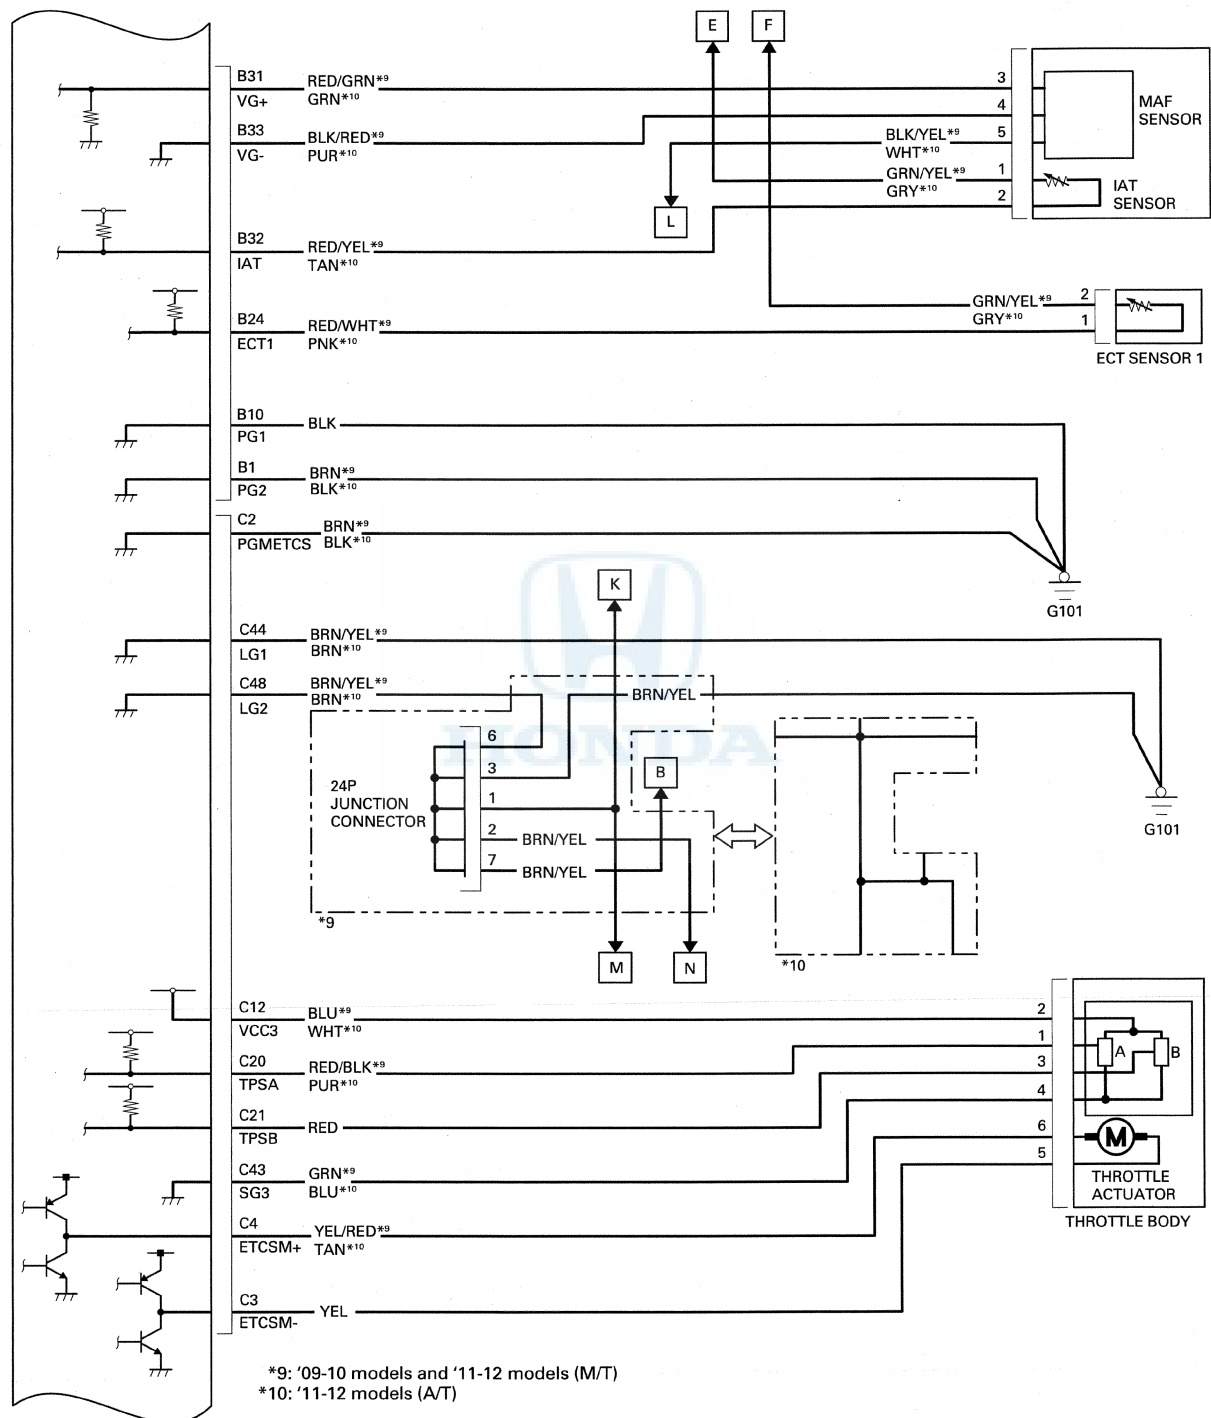 E F
B31 RED/GRN*9 3
VG+ GRN*10 MAF
4 SENSOR
B33 BLK/RED*9 BLK/YEL*9 5
VG- PUR*10 WHT*10
GRN/YEL*9 1
GRY*10 IAT
2 SENSOR
L
B32 RED/YEL*9
IAT TAN*10
GRN/YEL*9 2
B24 RED/WHT*9 GRY*10 1
ECT1 PNK*10
ECT SENSOR 1
B10 BLK
PG1
B1 BRN*9
PG2 BLK*10
C2 BRN*9
PGMETCS BLK*10
K
G101
C44 BRN/YEL*9
LG1 BRN*10
C48 BRN/YEL*9 BRN/YEL
LG2 BRN*10
HONDA
6
3 B
24P
JUNCTION 1
CONNECTOR
2 BRN/YEL
7 BRN/YEL
G101
*9
M N *10
C12 BLU*9 2
VCC3 WHT*10
1
C20 RED/BLK*9 3 A B
TPSA PUR*10
4
C21 RED
TPSB
6 M
5
C43 GRN*9 THROTTLE
SG3 BLU*10 ACTUATOR
THROTTLE BODY
C4 YEL/RED*9
ETCSM+ TAN*10
C3 YEL
ETCSM-
*9: '09-10 models and '11-12 models (M/T)
*10: '11-12 models (A/T)